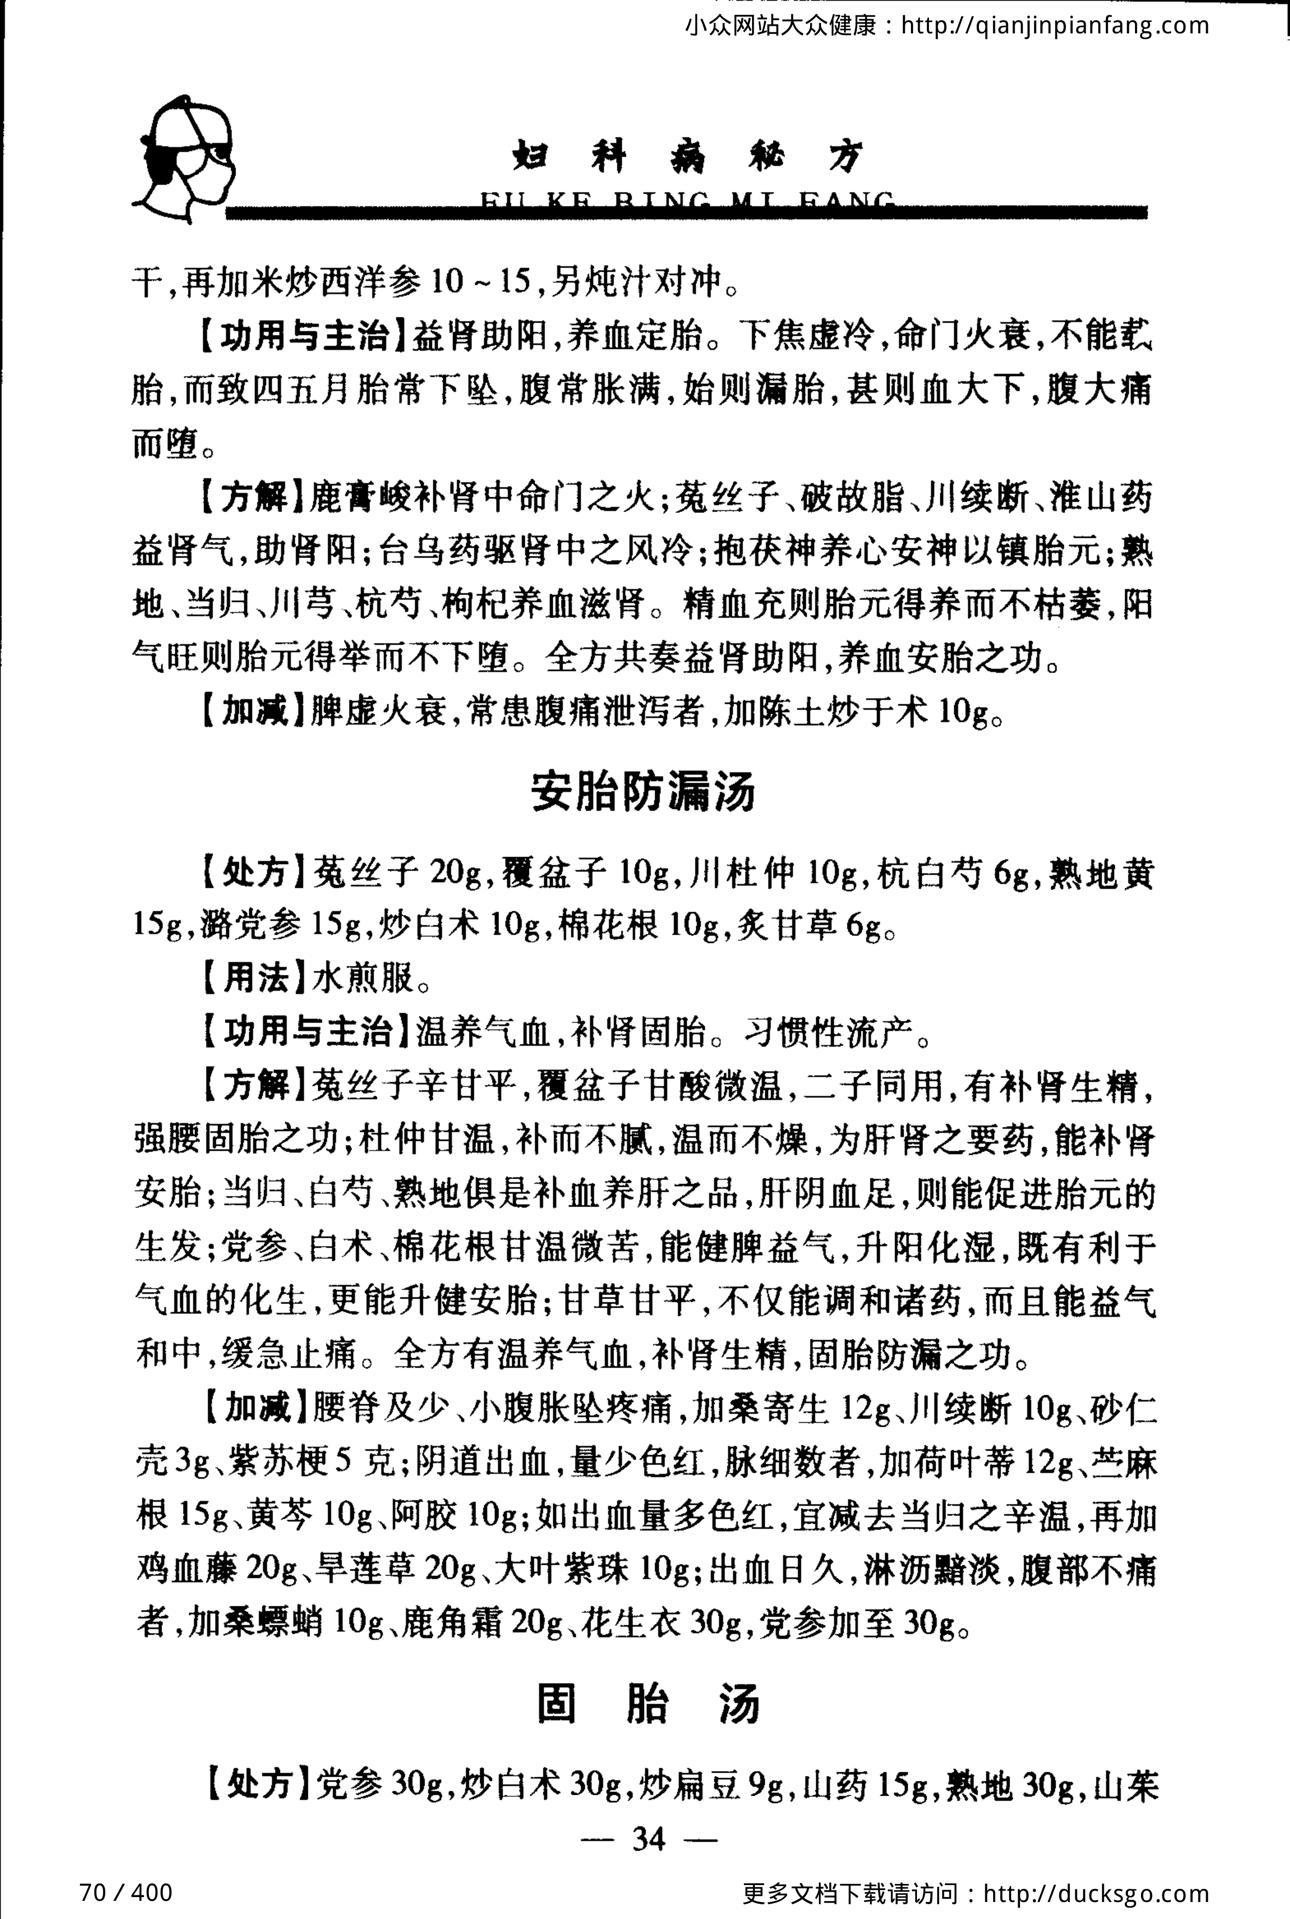 小众网站大众健康：http://qianjinpianfang.com
妇科病秘方
FU KE BING MI FANG
干,再加米炒西洋参 10 ~ 15,另炖汁对冲。
【功用与主治】益肾助阳,养血定胎。下焦虚冷,命门火衰,不能载
胎,而致四五月胎常下坠,腹常胀满,始则漏胎,甚则血大下,腹大痛
而堕。
【方解】鹿膏峻补肾中命门之火;菟丝子、破故脂、川续断、淮山药
益肾气,助肾阳;台乌药驱肾中之风冷;抱茯神养心安神以镇胎元;熟
地、当归、川芎、杭芍、枸杞养血滋肾。精血充则胎元得养而不枯萎,阳
气旺则胎元得举而不下堕。全方共奏益肾助阳,养血安胎之功。
【加减】脾虚火衰,常患腹痛泄泻者,加陈土炒于术 10g。
安胎防漏汤
【处方】菟丝子 20g,覆盆子 10g,川杜仲 10g,杭白芍 6g,熟地黄
15g,潞党参 15g,炒白术 10g,棉花根 10g,炙甘草 6g。
【用法】水煎服。
【功用与主治】温养气血,补肾固胎。习惯性流产。
【方解】菟丝子辛甘平,覆盆子甘酸微温,二子同用,有补肾生精,
强腰固胎之功;杜仲甘温,补而不腻,温而不燥,为肝肾之要药,能补肾
安胎;当归、白芍、熟地俱是补血养肝之品,肝阴血足,则能促进胎元的
生发;党参、白术、棉花根甘温微苦,能健脾益气,升阳化湿,既有利于
气血的化生,更能升健安胎;甘草甘平,不仅能调和诸药,而且能益气
和中,缓急止痛。全方有温养气血,补肾生精,固胎防漏之功。
【加减】腰脊及少、小腹胀坠疼痛,加桑寄生 12g、川续断 10g、砂仁
壳 3g、紫苏梗 5 克;阴道出血,量少色红,脉细数者,加荷叶蒂 12g、苎麻
根 15g、黄芩 10g、阿胶 10g;如出血量多色红,宜减去当归之辛温,再加
鸡血藤 20g、旱莲草 20g、大叶紫珠 10g;出血日久,淋沥黯淡,腹部不痛
者,加桑螵蛸 10g、鹿角霜 20g、花生衣 30g,党参加至 30g。
固 胎 汤
【处方】党参 30g,炒白术 30g,炒扁豆 9g,山药 15g,熟地 30g,山茱
— 34 —
70 / 400
更多文档下载请访问：http://ducksgo.com